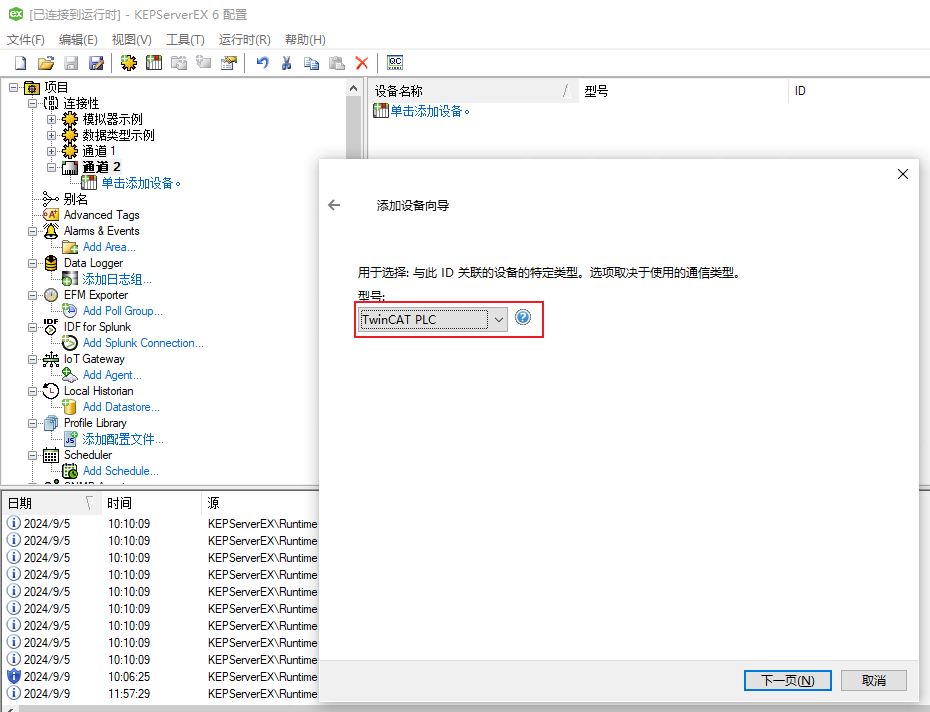 [已连接到运行时] - KEPServerEX 6 配置
文件(F) 编辑(E) 视图(V) 工具(T) 运行时(R) 帮助(H)
项目
连接性
模拟器示例
数据类型示例
通道 1
通道 2
单击添加设备。
别名
Advanced Tags
Alarms & Events
Add Area...
Data Logger
添加日志组...
EFM Exporter
Add Poll Group...
IDF for Splunk
Add Splunk Connection...
IoT Gateway
Add Agent...
Local Historian
Add Datastore...
Profile Library
添加配置文件...
Scheduler
Add Schedule...
设备名称 型号 ID
单击添加设备。
添加设备向导
用于选择: 与此 ID 关联的设备的特定类型。选项取决于使用的通信类型。
型号:
TwinCAT PLC
下一页(N) 取消
日期 时间 源
2024/9/5 10:10:09 KEPServerEX\Runtime
2024/9/5 10:10:09 KEPServerEX\Runtime
2024/9/5 10:10:09 KEPServerEX\Runtime
2024/9/5 10:10:09 KEPServerEX\Runtime
2024/9/5 10:10:09 KEPServerEX\Runtime
2024/9/5 10:10:09 KEPServerEX\Runtime
2024/9/5 10:10:09 KEPServerEX\Runtime
2024/9/5 10:10:09 KEPServerEX\Runtime
2024/9/5 10:10:09 KEPServerEX\Runtime
2024/9/9 10:06:25 KEPServerEX\Runtime
2024/9/9 11:57:29 KEPServerEX\Runtime